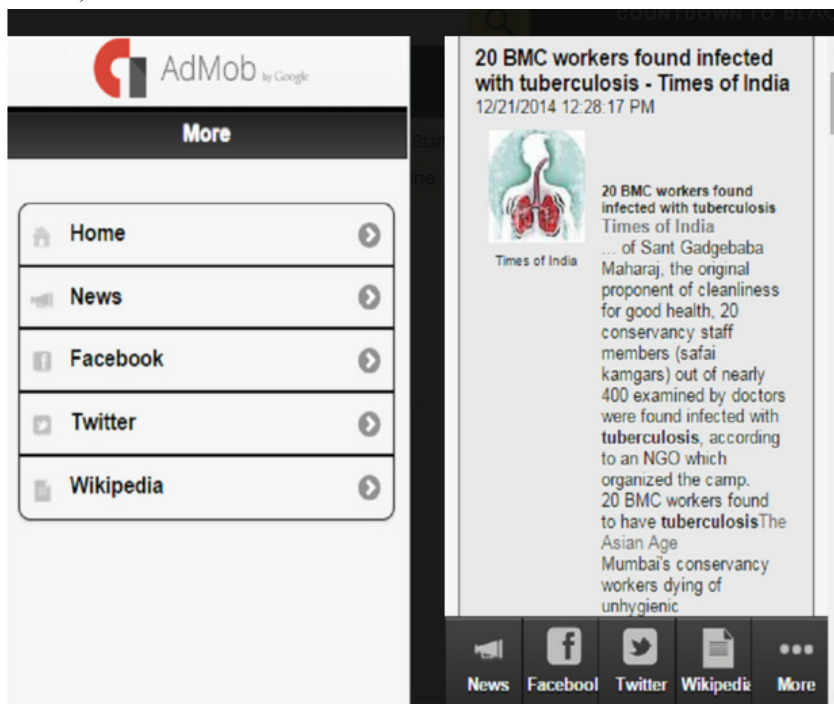 COUNTDOWN TO BLAC
AdMob by Google
More
Home
News
Facebook
Twitter
Wikipedia
20 BMC workers found infected
with tuberculosis - Times of India
12/21/2014 12:28:17 PM
Times of India
20 BMC workers found
infected with tuberculosis
Times of India
... of Sant Gadgebaba
Maharaj, the original
proponent of cleanliness
for good health, 20
conservancy staff
members (safai
kamgars) out of nearly
400 examined by doctors
were found infected with
tuberculosis, according
to an NGO which
organized the camp.
20 BMC workers found
to have tuberculosisThe
Asian Age
Mumbai's conservancy
workers dying of
unhygienic
News Facebool Twitter Wikipedia More